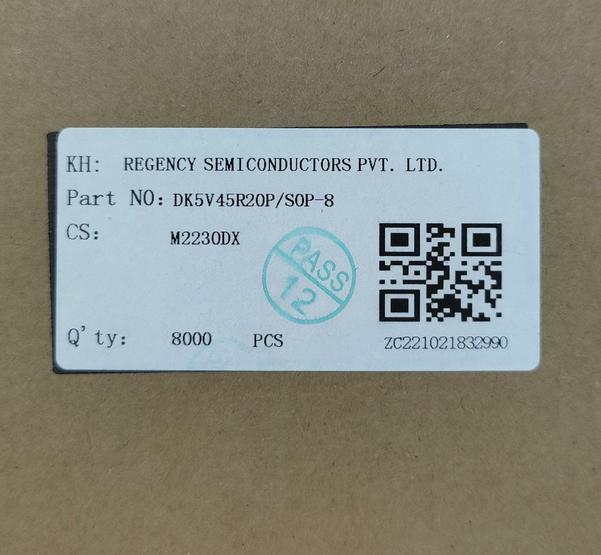 KH: REGENCY SEMICONDUCTORS PVT. LTD.
Part NO: DK5V45R20P/SOP-8
CS: M2230DX
PASS
12
Q'ty: 8000 PCS
ZC221021832990